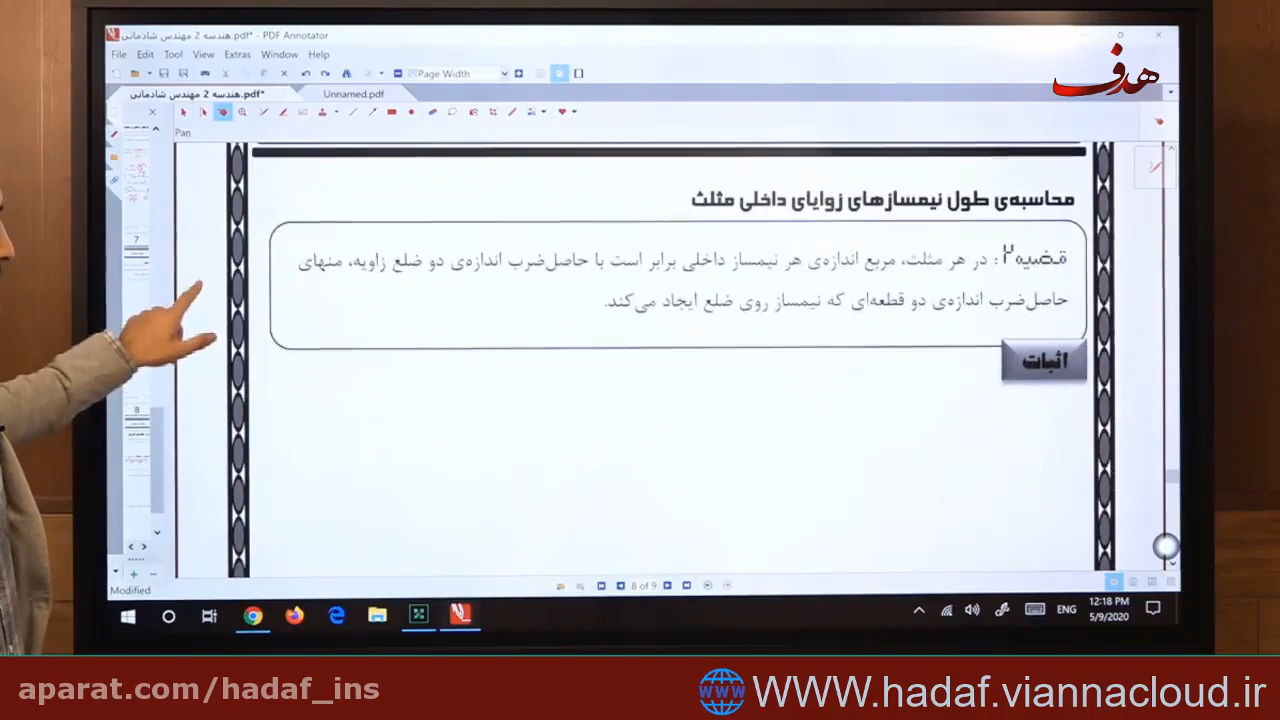 هندسه 2 مهندس شادمانی.pdf* - PDF Annotator
File Edit Tool View Extras Window Help
Page Width
هدف
هندسه 2 مهندس شادمانی.pdf*
Unnamed.pdf
Pan
محاسبه‌ی طول نیمسازهای زوایای داخلی مثلث
قضیه۲: در هر مثلث، مربع اندازه‌ی هر نیمساز داخلی برابر است با حاصل‌ضرب اندازه‌ی دو ضلع زاویه، منهای
حاصل‌ضرب اندازه‌ی دو قطعه‌ای که نیمساز روی ضلع ایجاد می‌کند.
اثبات
7
8
Modified
8 of 9
ENG
12:18 PM
5/9/2020
aparat.com/hadaf_ins
WWW.hadaf.viannacloud.ir